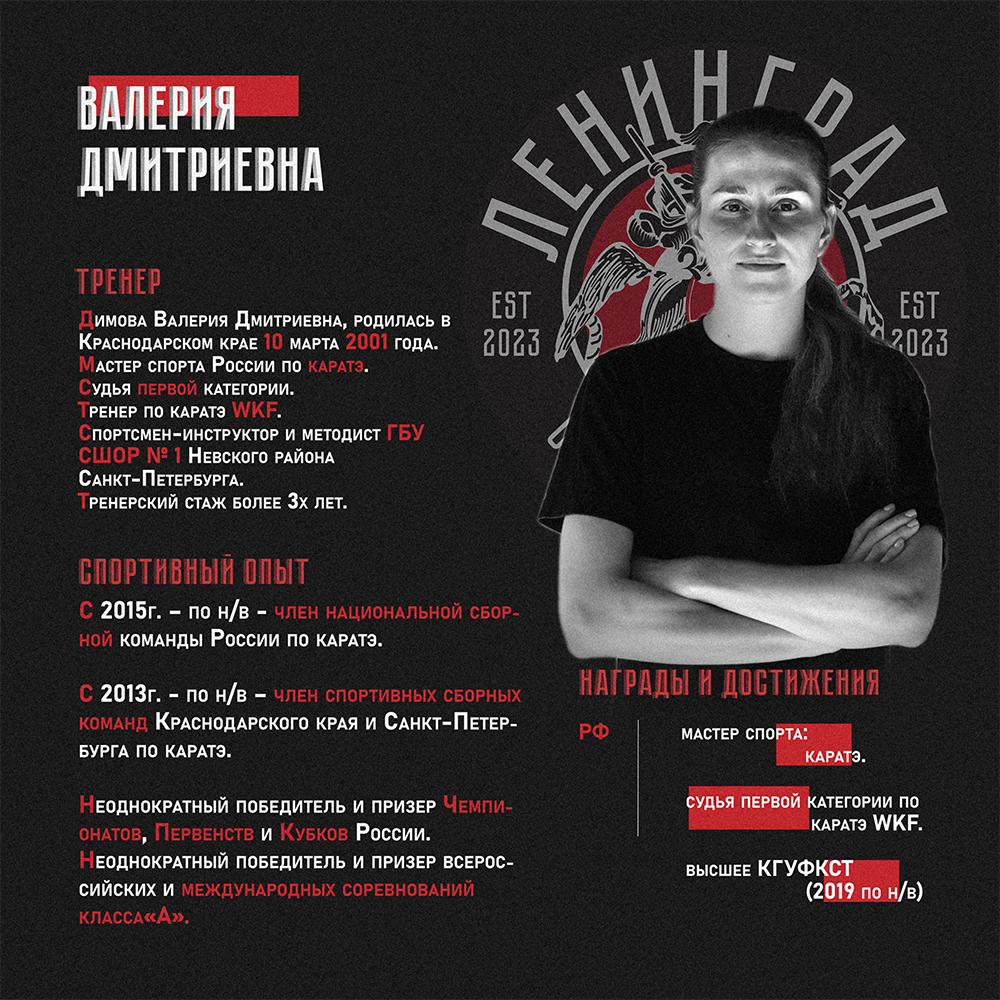 ВАЛЕРИЯ
ДМИТРИЕВНА
ЛЕНИНГРАД
EST
2023
EST
2023
ТРЕНЕР
Димова Валерия Дмитриевна, родилась в
Краснодарском крае 10 марта 2001 года.
Мастер спорта России по каратэ.
Судья первой категории.
Тренер по каратэ WKF.
Спортсмен-инструктор и методист ГБУ
СШОР № 1 Невского района
Санкт-Петербурга.
Тренерский стаж более 3х лет.
СПОРТИВНЫЙ ОПЫТ
С 2015г. – по н/в - член национальной сбор-
ной команды России по каратэ.
С 2013г. - по н/в – член спортивных сборных
команд Краснодарского края и Санкт-Петер-
бурга по каратэ.
Неоднократный победитель и призер Чемпи-
онатов, Первенств и Кубков России.
Неоднократный победитель и призер всерос-
сийских и международных соревнований
класса«А».
НАГРАДЫ И ДОСТИЖЕНИЯ
РФ
мастер спорта:
каратэ.
судья первой категории по
каратэ WKF.
высшее КГУФКСТ
(2019 по н/в)